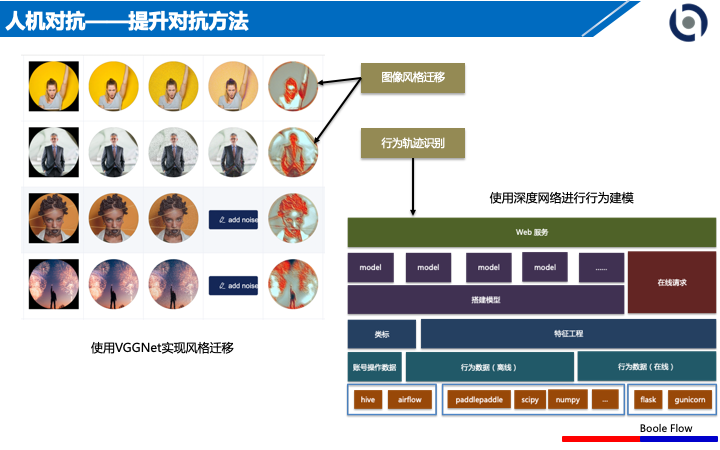 人机对抗——提升对抗方法
图像风格迁移
行为轨迹识别
add noise
add noise
使用VGGNet实现风格迁移
使用深度网络进行行为建模
Web 服务
model
model
model
model
......
在线请求
搭建模型
类标
特征工程
账号操作数据
行为数据（离线）
行为数据（在线）
hive
airflow
paddlepaddle
scipy
numpy
...
flask
gunicorn
Boole Flow